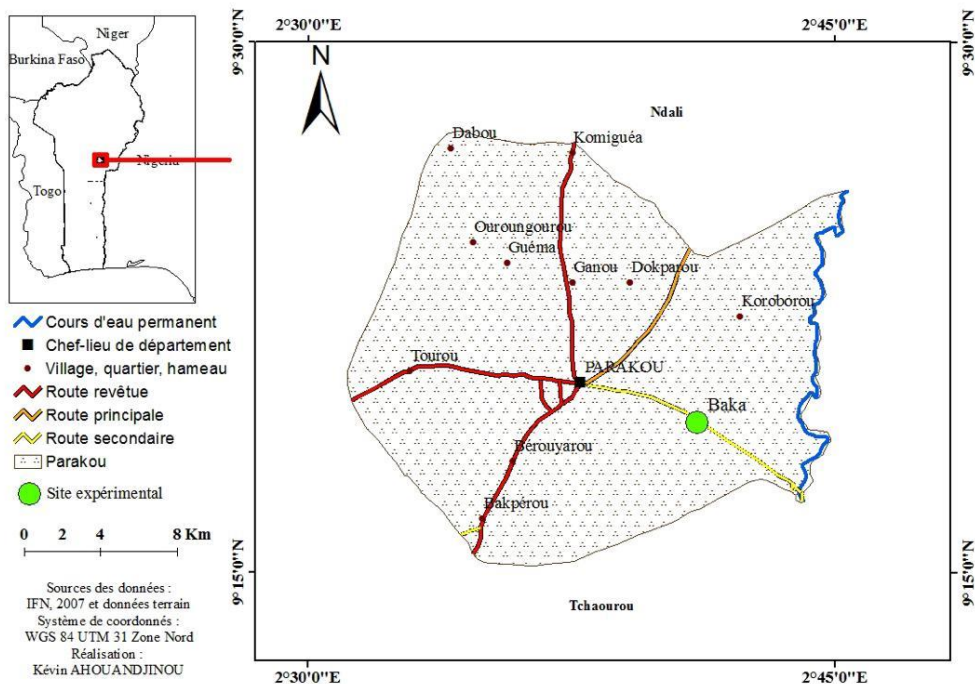 Niger
Burkina Faso
Nigeria
Togo
2°30'0"E
2°45'0"E
9°30'0"N
9°30'0"N
N
Ndali
Dabou
Komiguéa
Ouroungourou
Guéma
Ganou
Dokparou
Koroborou
Tourou
PARAKOU
Baka
Bérouyarou
Bakpérou
9°15'0"N
9°15'0"N
Tchaourou
2°30'0"E
2°45'0"E
Cours d'eau permanent
Chef-lieu de département
Village, quartier, hameau
Route revêtue
Route principale
Route secondaire
Parakou
Site expérimental
0 2 4 8 Km
Sources des données :
IFN, 2007 et données terrain
Système de coordonnés :
WGS 84 UTM 31 Zone Nord
Réalisation :
Kévin AHOUANDJINOU